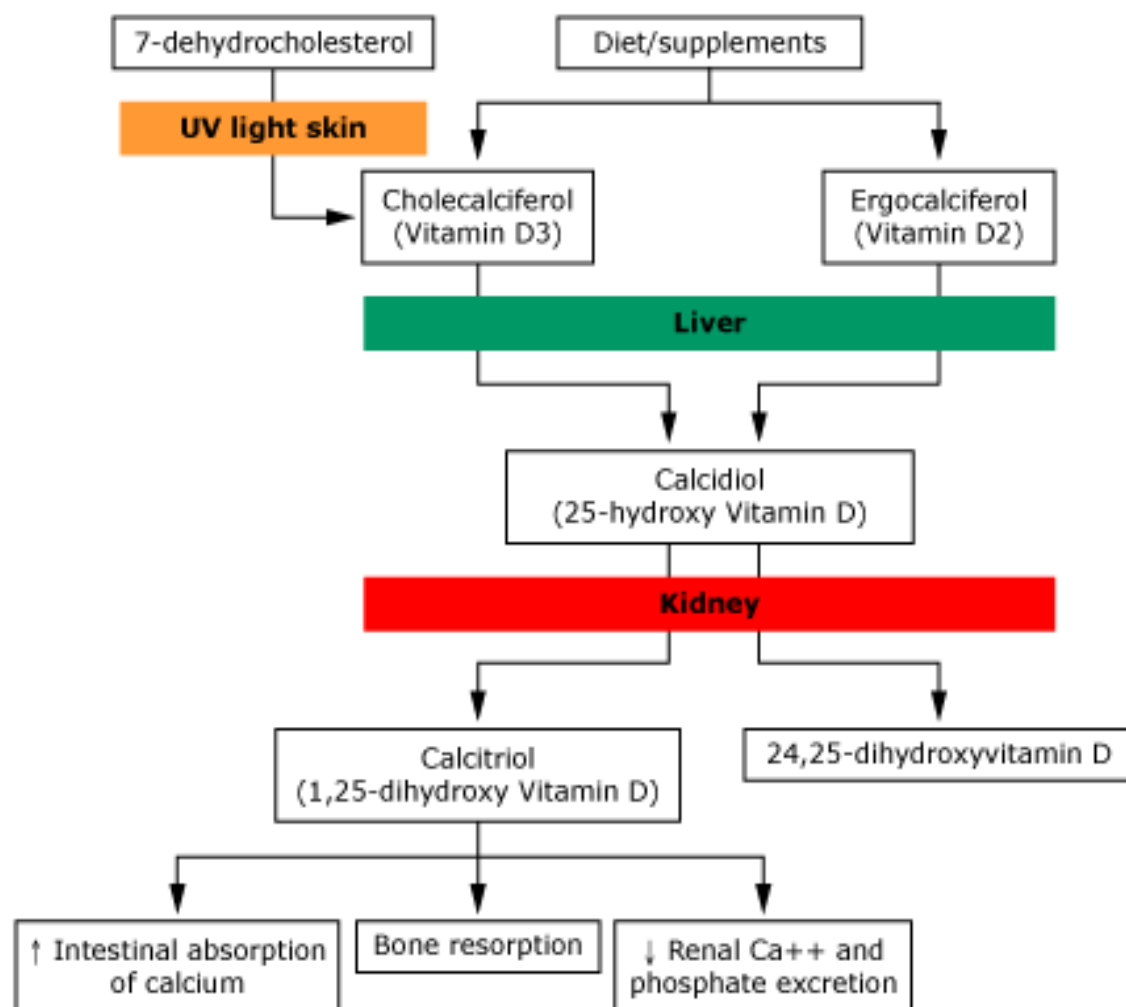 7-dehydrocholesterol
Diet/supplements
UV light skin
Cholecalciferol
(Vitamin D3)
Ergocalciferol
(Vitamin D2)
Liver
Calcidiol
(25-hydroxy Vitamin D)
Kidney
Calcitriol
(1,25-dihydroxy Vitamin D)
24,25-dihydroxyvitamin D
↑ Intestinal absorption
of calcium
Bone resorption
↓ Renal Ca++ and
phosphate excretion